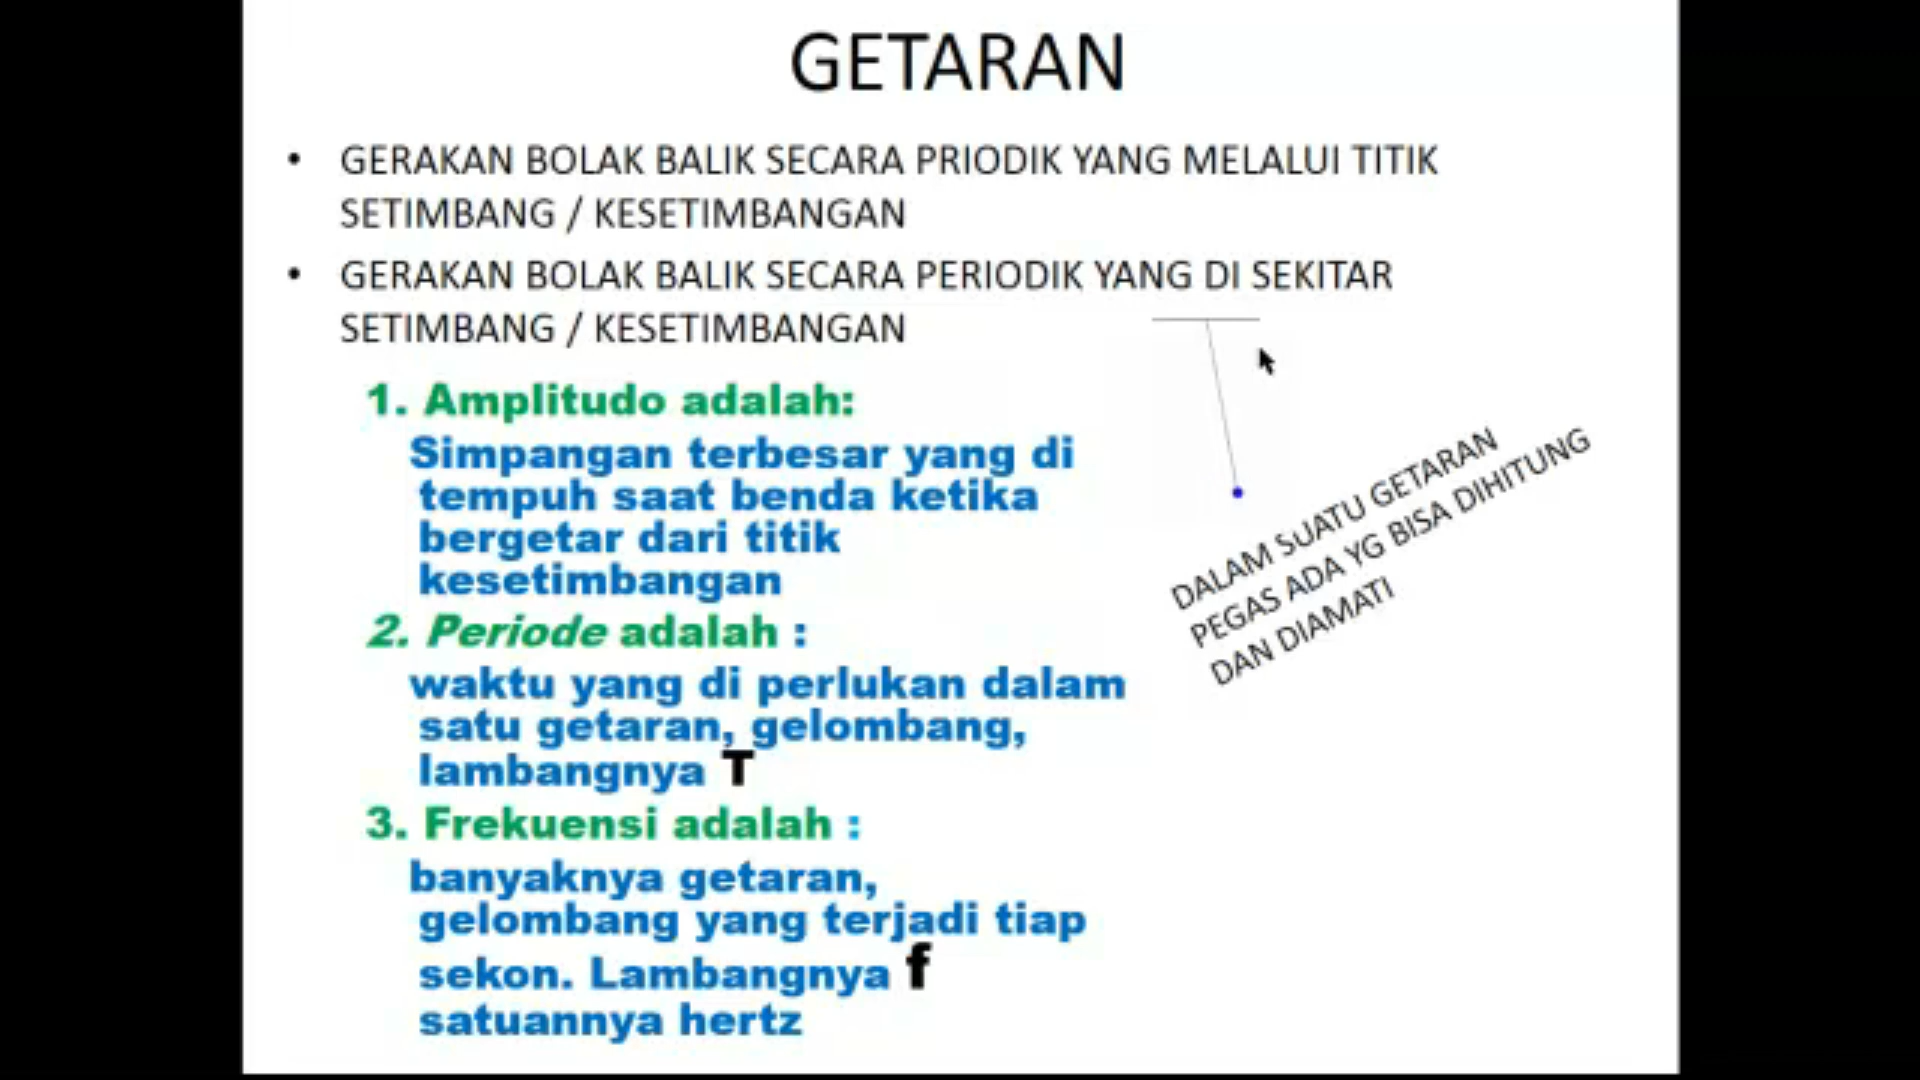 GETARAN
• GERAKAN BOLAK BALIK SECARA PRIODIK YANG MELALUI TITIK
SETIMBANG / KESETIMBANGAN
• GERAKAN BOLAK BALIK SECARA PERIODIK YANG DI SEKITAR
SETIMBANG / KESETIMBANGAN
1. Amplitudo adalah:
Simpangan terbesar yang di
tempuh saat benda ketika
bergetar dari titik
kesetimbangan
2. Periode adalah :
waktu yang di perlukan dalam
satu getaran, gelombang,
lambangnya T
3. Frekuensi adalah :
banyaknya getaran,
gelombang yang terjadi tiap
sekon. Lambangnya f
satuannya hertz
DALAM SUATU GETARAN
PEGAS ADA YG BISA DIHITUNG
DAN DIAMATI